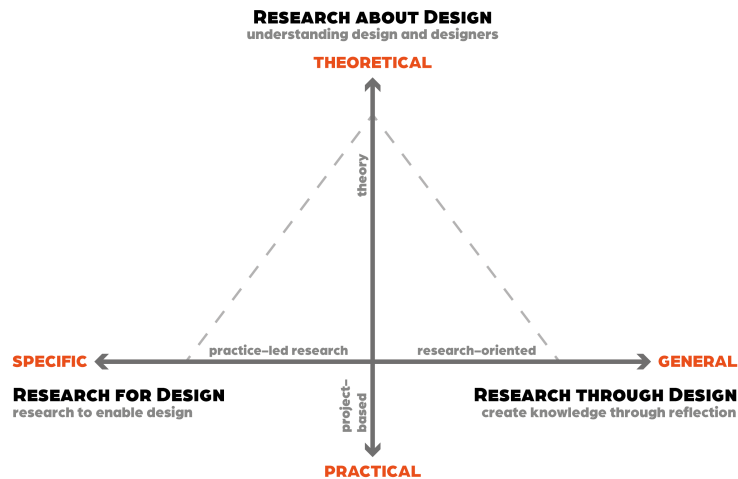 Research about Design
understanding design and designers
THEORETICAL
theory
practice-led research
research-oriented
SPECIFIC
GENERAL
Research for Design
research to enable design
Research through Design
create knowledge through reflection
project-
based
PRACTICAL